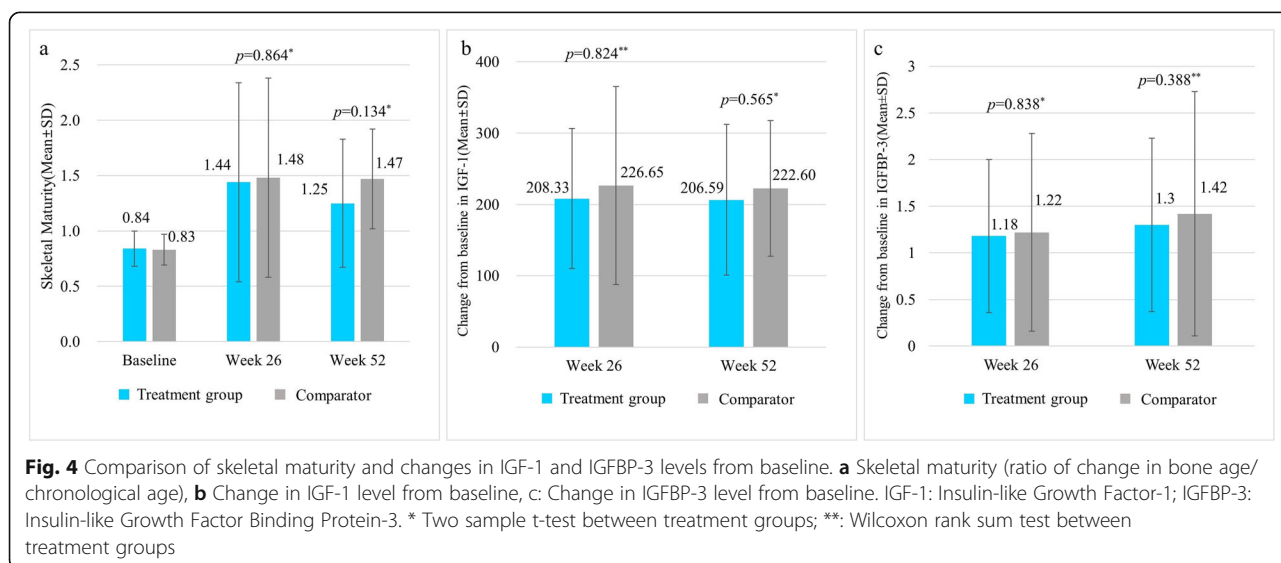 a
p=0.864*
p=0.134*
Skeletal Maturity(Mean±SD)
2.5
2.0
1.5
1.0
0.5
0.0
0.84
0.83
1.44
1.48
1.25
1.47
Baseline
Week 26
Week 52
Treatment group
Comparator
b
p=0.824**
p=0.565*
Change from baseline in IGF-1(Mean±SD)
400
300
200
100
0
208.33
226.65
206.59
222.60
Week 26
Week 52
Treatment group
Comparator
c
p=0.838*
p=0.388**
Change from baseline in IGFBP-3(Mean±SD)
3
2.5
2
1.5
1
0.5
0
1.18
1.22
1.3
1.42
Week 26
Week 52
Treatment group
Comparator
Fig. 4 Comparison of skeletal maturity and changes in IGF-1 and IGFBP-3 levels from baseline. a Skeletal maturity (ratio of change in bone age/
chronological age), b Change in IGF-1 level from baseline, c: Change in IGFBP-3 level from baseline. IGF-1: Insulin-like Growth Factor-1; IGFBP-3:
Insulin-like Growth Factor Binding Protein-3. * Two sample t-test between treatment groups; **: Wilcoxon rank sum test between
treatment groups